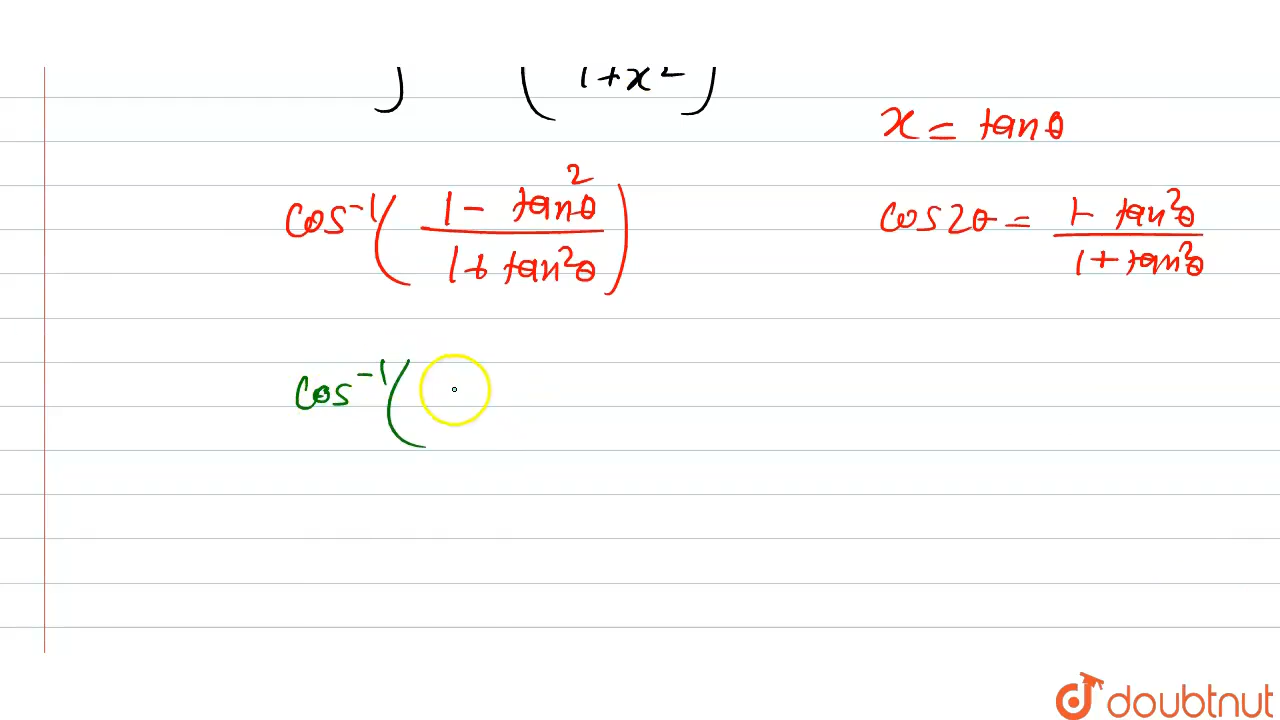 ∫ ( 1+x² )
x = tanθ
cos⁻¹( (1 - tan²θ)/(1 + tan²θ) )
cos2θ = (1 - tan²θ)/(1 + tan²θ)
cos⁻¹(
doubtnut